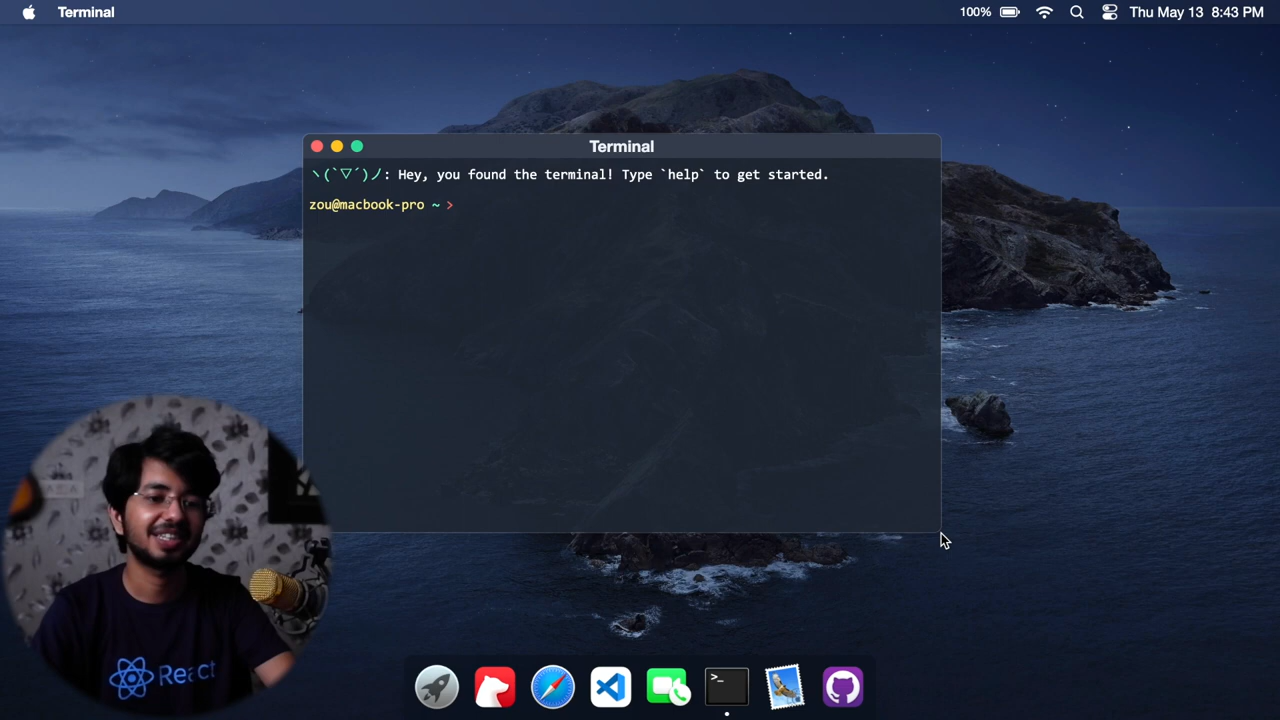 Terminal
100%
Thu May 13 8:43 PM
Terminal
ヽ(`▽´)ノ: Hey, you found the terminal! Type `help` to get started.
zou@macbook-pro ~ >
React
>_